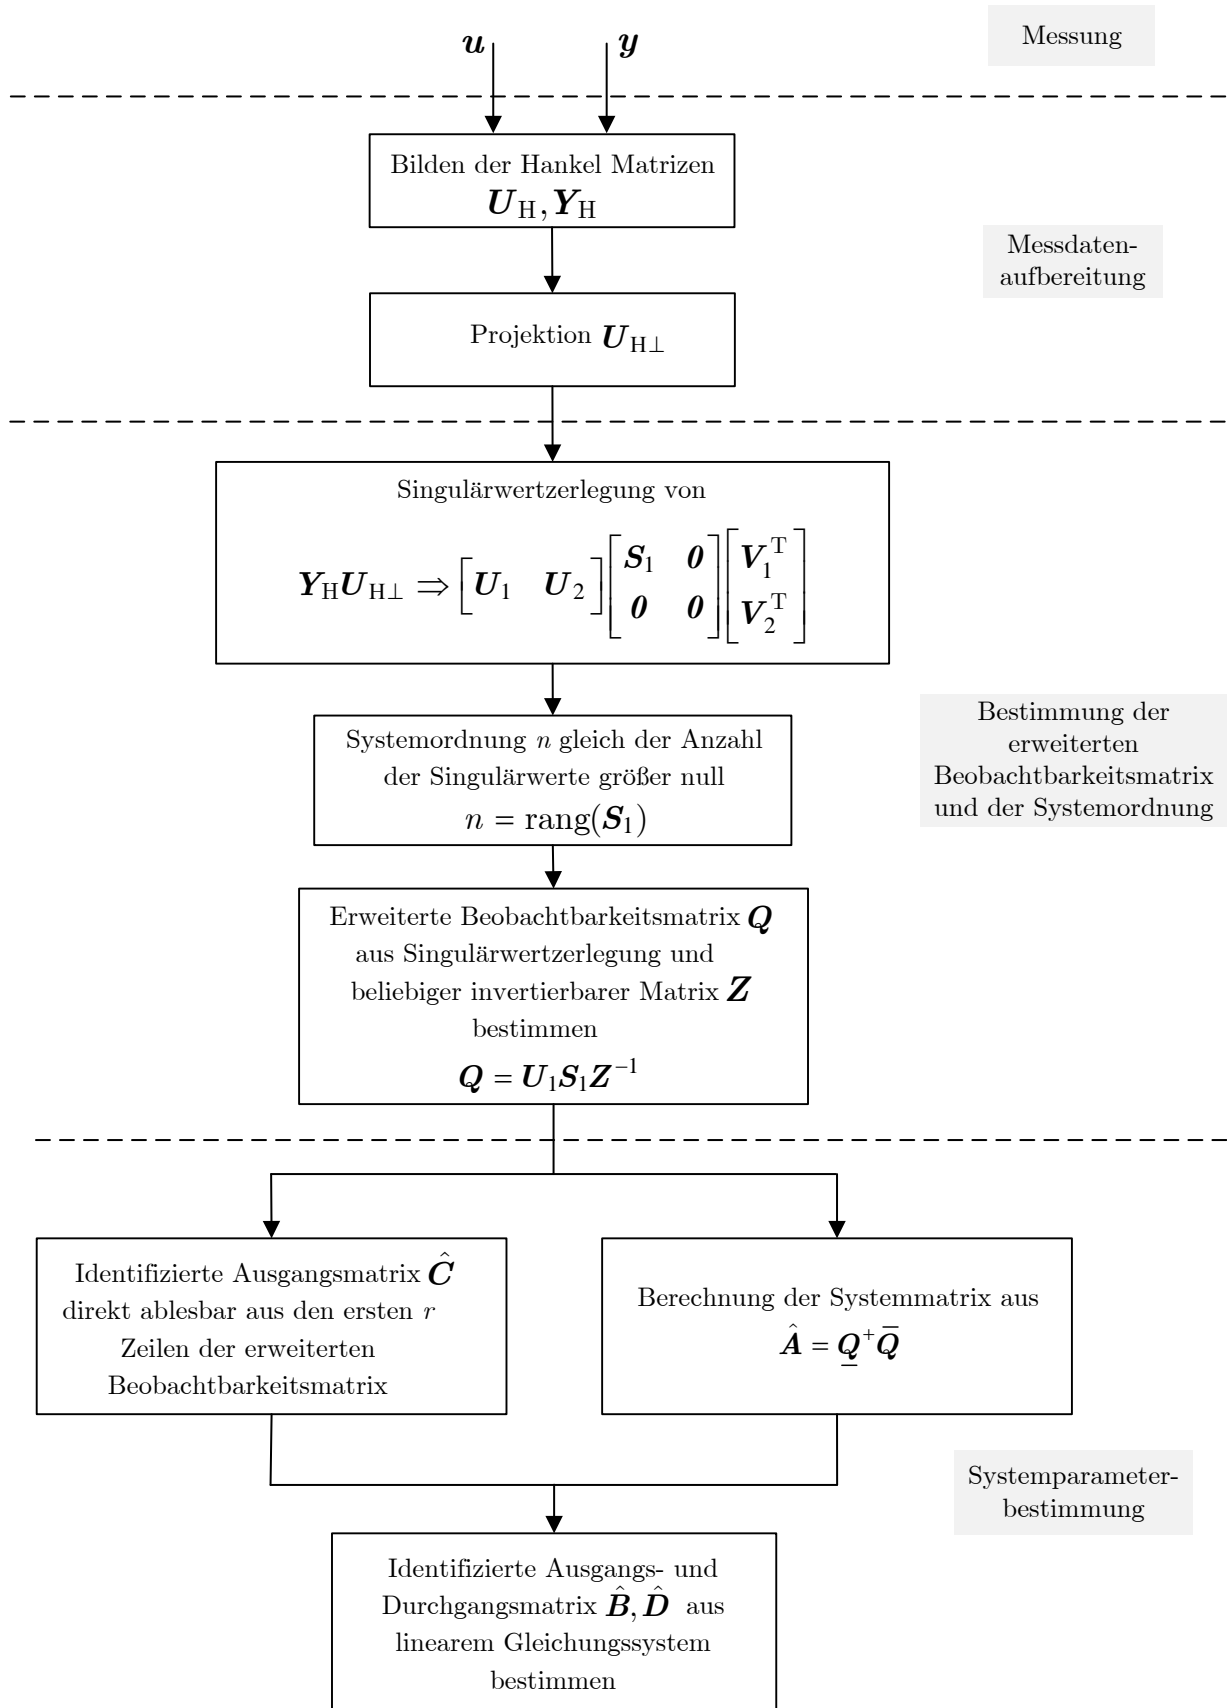 u y
Messung
Bilden der Hankel Matrizen
U_H, Y_H
Messdaten-
aufbereitung
Projektion U_H⊥
Singulärwertzerlegung von
Y_H U_H⊥ ⇒ [U_1 U_2] [S_1 0; 0 0] [V_1^T; V_2^T]
Systemordnung n gleich der Anzahl
der Singulärwerte größer null
n = rang(S_1)
Bestimmung der
erweiterten
Beobachtbarkeitsmatrix
und der Systemordnung
Erweiterte Beobachtbarkeitsmatrix Q
aus Singulärwertzerlegung und
beliebiger invertierbarer Matrix Z
bestimmen
Q = U_1 S_1 Z^−1
Identifizierte Ausgangsmatrix Ĉ
direkt ablesbar aus den ersten r
Zeilen der erweiterten
Beobachtbarkeitsmatrix
Berechnung der Systemmatrix aus
Â = Q̲^+ Q̅
Systemparameter-
bestimmung
Identifizierte Ausgangs- und
Durchgangsmatrix B̂, D̂ aus
linearem Gleichungssystem
bestimmen